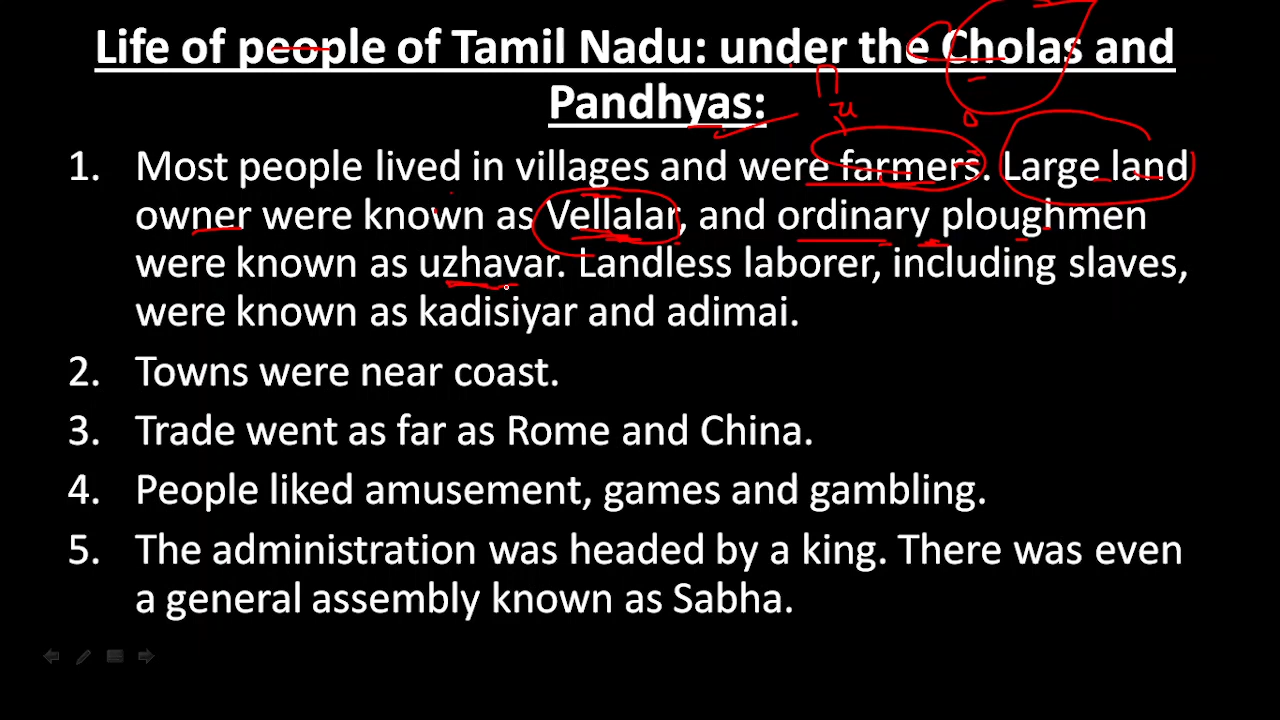 Life of people of Tamil Nadu: under the Cholas and
Pandhyas:
1. Most people lived in villages and were farmers. Large land
owner were known as Vellalar, and ordinary ploughmen
were known as uzhavar. Landless laborer, including slaves,
were known as kadisiyar and adimai.
2. Towns were near coast.
3. Trade went as far as Rome and China.
4. People liked amusement, games and gambling.
5. The administration was headed by a king. There was even
a general assembly known as Sabha.